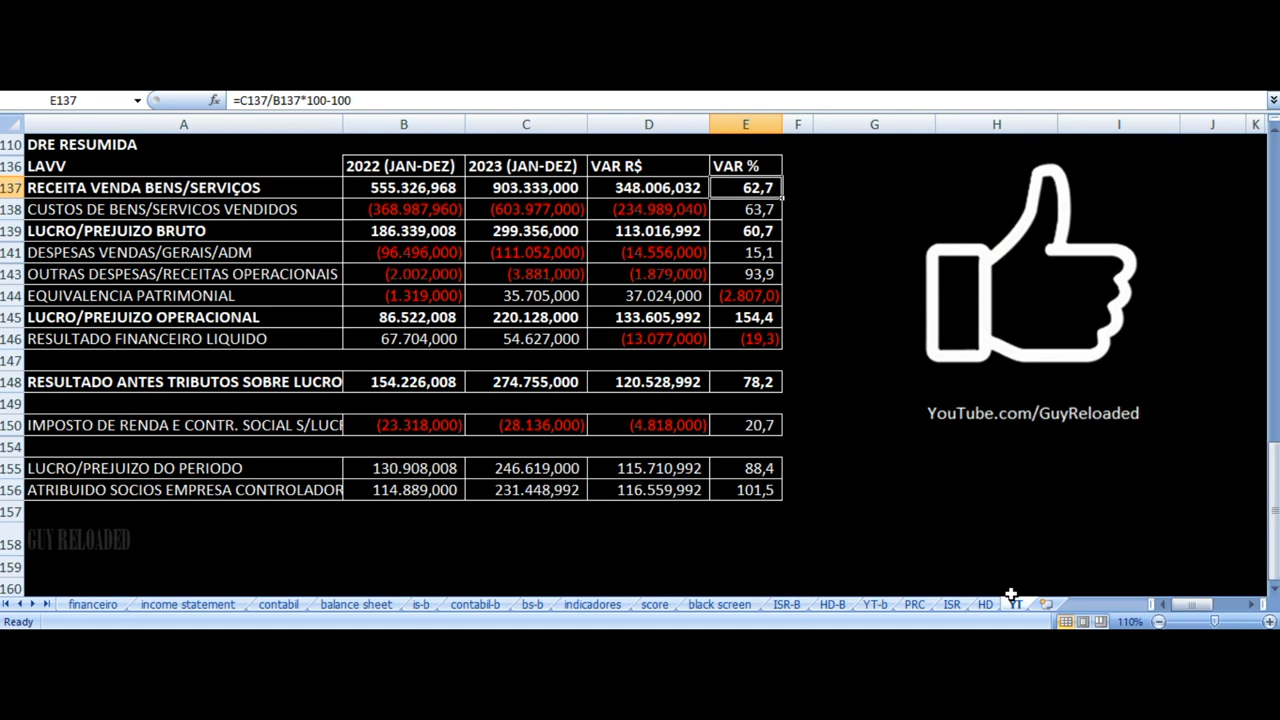 E137 fx =C137/B137*100-100
A B C D E F G H I J K
110 DRE RESUMIDA
136 LAVV 2022 (JAN-DEZ) 2023 (JAN-DEZ) VAR R$ VAR %
137 RECEITA VENDA BENS/SERVIÇOS 555.326,968 903.333,000 348.006,032 62,7
138 CUSTOS DE BENS/SERVICOS VENDIDOS (368.987,960) (603.977,000) (234.989,040) 63,7
139 LUCRO/PREJUIZO BRUTO 186.339,008 299.356,000 113.016,992 60,7
141 DESPESAS VENDAS/GERAIS/ADM (96.496,000) (111.052,000) (14.556,000) 15,1
143 OUTRAS DESPESAS/RECEITAS OPERACIONAIS (2.002,000) (3.881,000) (1.879,000) 93,9
144 EQUIVALENCIA PATRIMONIAL (1.319,000) 35.705,000 37.024,000 (2.807,0)
145 LUCRO/PREJUIZO OPERACIONAL 86.522,008 220.128,000 133.605,992 154,4
146 RESULTADO FINANCEIRO LIQUIDO 67.704,000 54.627,000 (13.077,000) (19,3)
147
148 RESULTADO ANTES TRIBUTOS SOBRE LUCRO 154.226,008 274.755,000 120.528,992 78,2
149
YouTube.com/GuyReloaded
150 IMPOSTO DE RENDA E CONTR. SOCIAL S/LUCR (23.318,000) (28.136,000) (4.818,000) 20,7
154
155 LUCRO/PREJUIZO DO PERIODO 130.908,008 246.619,000 115.710,992 88,4
156 ATRIBUIDO SOCIOS EMPRESA CONTROLADOR 114.889,000 231.448,992 116.559,992 101,5
157
158 GUY RELOADED
159
160
financeiro income statement contabil balance sheet is-b contabil-b bs-b indicadores score black screen ISR-B HD-B YT-b PRC ISR HD YT
Ready 110%